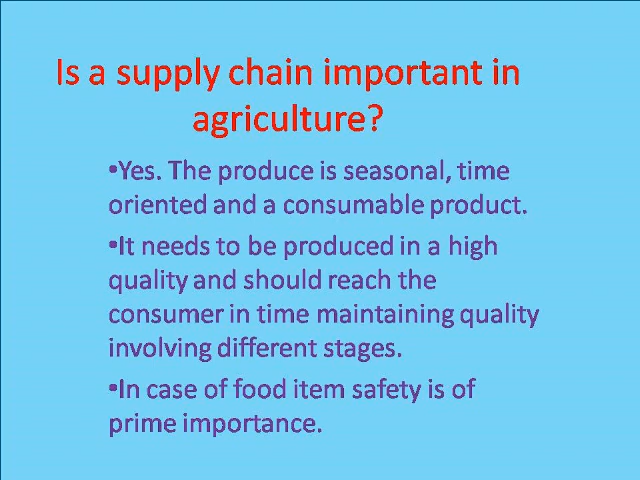 Is a supply chain important in
agriculture?
•Yes. The produce is seasonal, time
oriented and a consumable product.
•It needs to be produced in a high
quality and should reach the
consumer in time maintaining quality
involving different stages.
•In case of food item safety is of
prime importance.